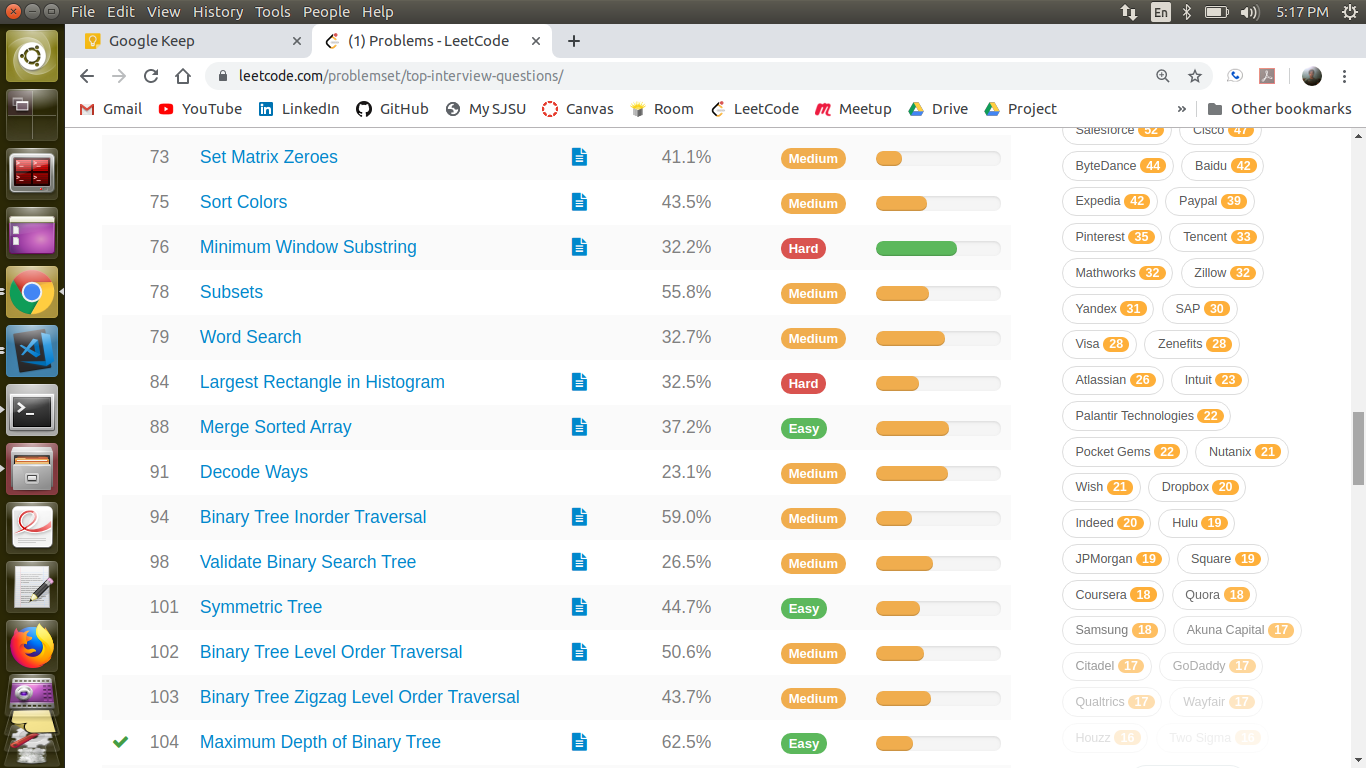 File Edit View History Tools People Help
En
5:17 PM
Google Keep
(1) Problems - LeetCode
leetcode.com/problemset/top-interview-questions/
Gmail YouTube LinkedIn GitHub My SJSU Canvas Room LeetCode Meetup Drive Project » Other bookmarks
73 Set Matrix Zeroes 41.1% Medium
75 Sort Colors 43.5% Medium
76 Minimum Window Substring 32.2% Hard
78 Subsets 55.8% Medium
79 Word Search 32.7% Medium
84 Largest Rectangle in Histogram 32.5% Hard
88 Merge Sorted Array 37.2% Easy
91 Decode Ways 23.1% Medium
94 Binary Tree Inorder Traversal 59.0% Medium
98 Validate Binary Search Tree 26.5% Medium
101 Symmetric Tree 44.7% Easy
102 Binary Tree Level Order Traversal 50.6% Medium
103 Binary Tree Zigzag Level Order Traversal 43.7% Medium
104 Maximum Depth of Binary Tree 62.5% Easy
Salesforce 52 Cisco 47
ByteDance 44 Baidu 42
Expedia 42 Paypal 39
Pinterest 35 Tencent 33
Mathworks 32 Zillow 32
Yandex 31 SAP 30
Visa 28 Zenefits 28
Atlassian 26 Intuit 23
Palantir Technologies 22
Pocket Gems 22 Nutanix 21
Wish 21 Dropbox 20
Indeed 20 Hulu 19
JPMorgan 19 Square 19
Coursera 18 Quora 18
Samsung 18 Akuna Capital 17
Citadel 17 GoDaddy 17
Qualtrics 17 Wayfair 17
Houzz 16 Two Sigma 16